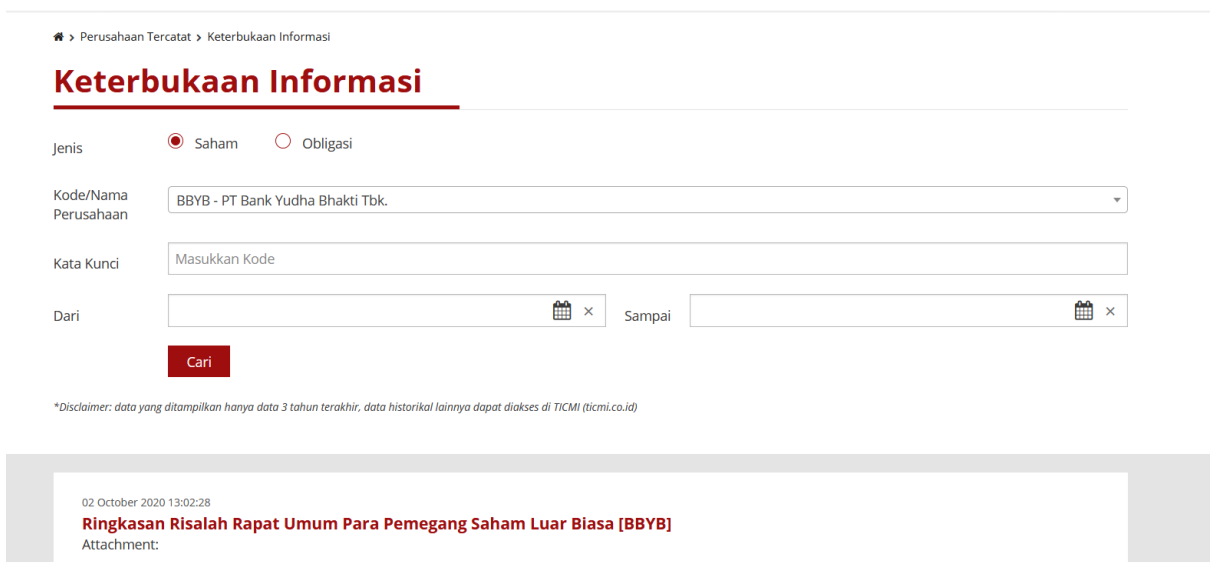 > Perusahaan Tercatat > Keterbukaan Informasi
Keterbukaan Informasi
Jenis Saham Obligasi
Kode/Nama Perusahaan BBYB - PT Bank Yudha Bhakti Tbk.
Kata Kunci Masukkan Kode
Dari × Sampai ×
Cari
*Disclaimer: data yang ditampilkan hanya data 3 tahun terakhir, data historikal lainnya dapat diakses di TICMI (ticmi.co.id)
02 October 2020 13:02:28
Ringkasan Risalah Rapat Umum Para Pemegang Saham Luar Biasa [BBYB]
Attachment: